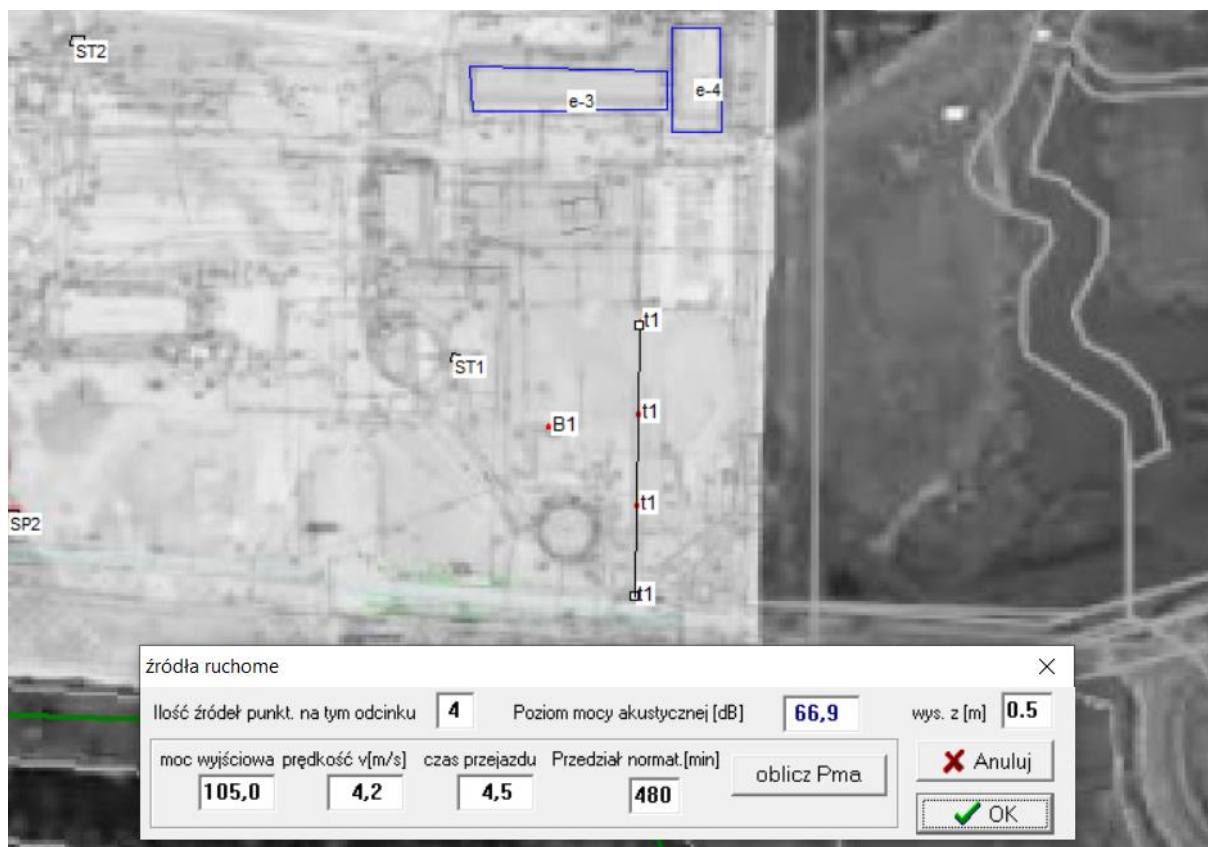 ST2
e-3
e-4
t1
ST1
t1
B1
t1
SP2
t1
źródła ruchome
Ilość źródeł punkt. na tym odcinku 4 Poziom mocy akustycznej [dB] 66,9 wys. z [m] 0.5
moc wyjściowa prędkość v[m/s] czas przejazdu Przedział normat.[min]
105,0 4,2 4,5 480 oblicz Pma
Anuluj
OK